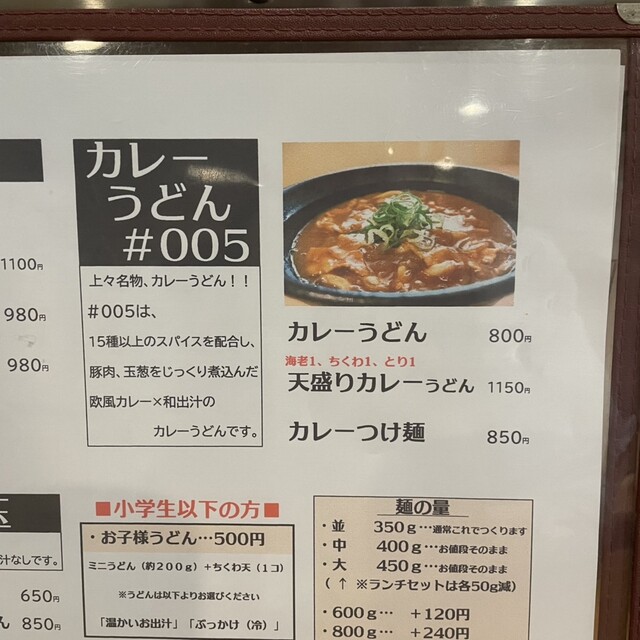 カレー
うどん
#005
上々名物、カレーうどん！！
#005は、
15種以上のスパイスを配合し、
豚肉、玉葱をじっくり煮込んだ
欧風カレー×和出汁の
カレーうどんです。
1100円
980円
980円
カレーうどん 800円
海老1、ちくわ1、とり1
天盛りカレーうどん 1150円
カレーつけ麺 850円
汁なしです。
650円
ん 850円
■小学生以下の方■
・お子様うどん…500円
ミニうどん（約200g）+ちくわ天（1コ）
※うどんは以下よりお選びください
「温かいお出汁」「ぶっかけ（冷）」
麺の量
・並 350g…通常これでつくります
・中 400g…お値段そのまま
・大 450g…お値段そのまま
（ ↑ ※ランチセットは各50g減）
・600g… +120円
・800g… +240円